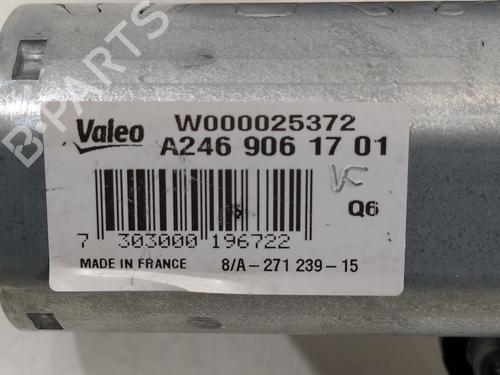 B-PARTS
Valeo
W000025372
A246 906 17 01
VC
Q6
7 303000 196722
MADE IN FRANCE
8/A-271 239-15